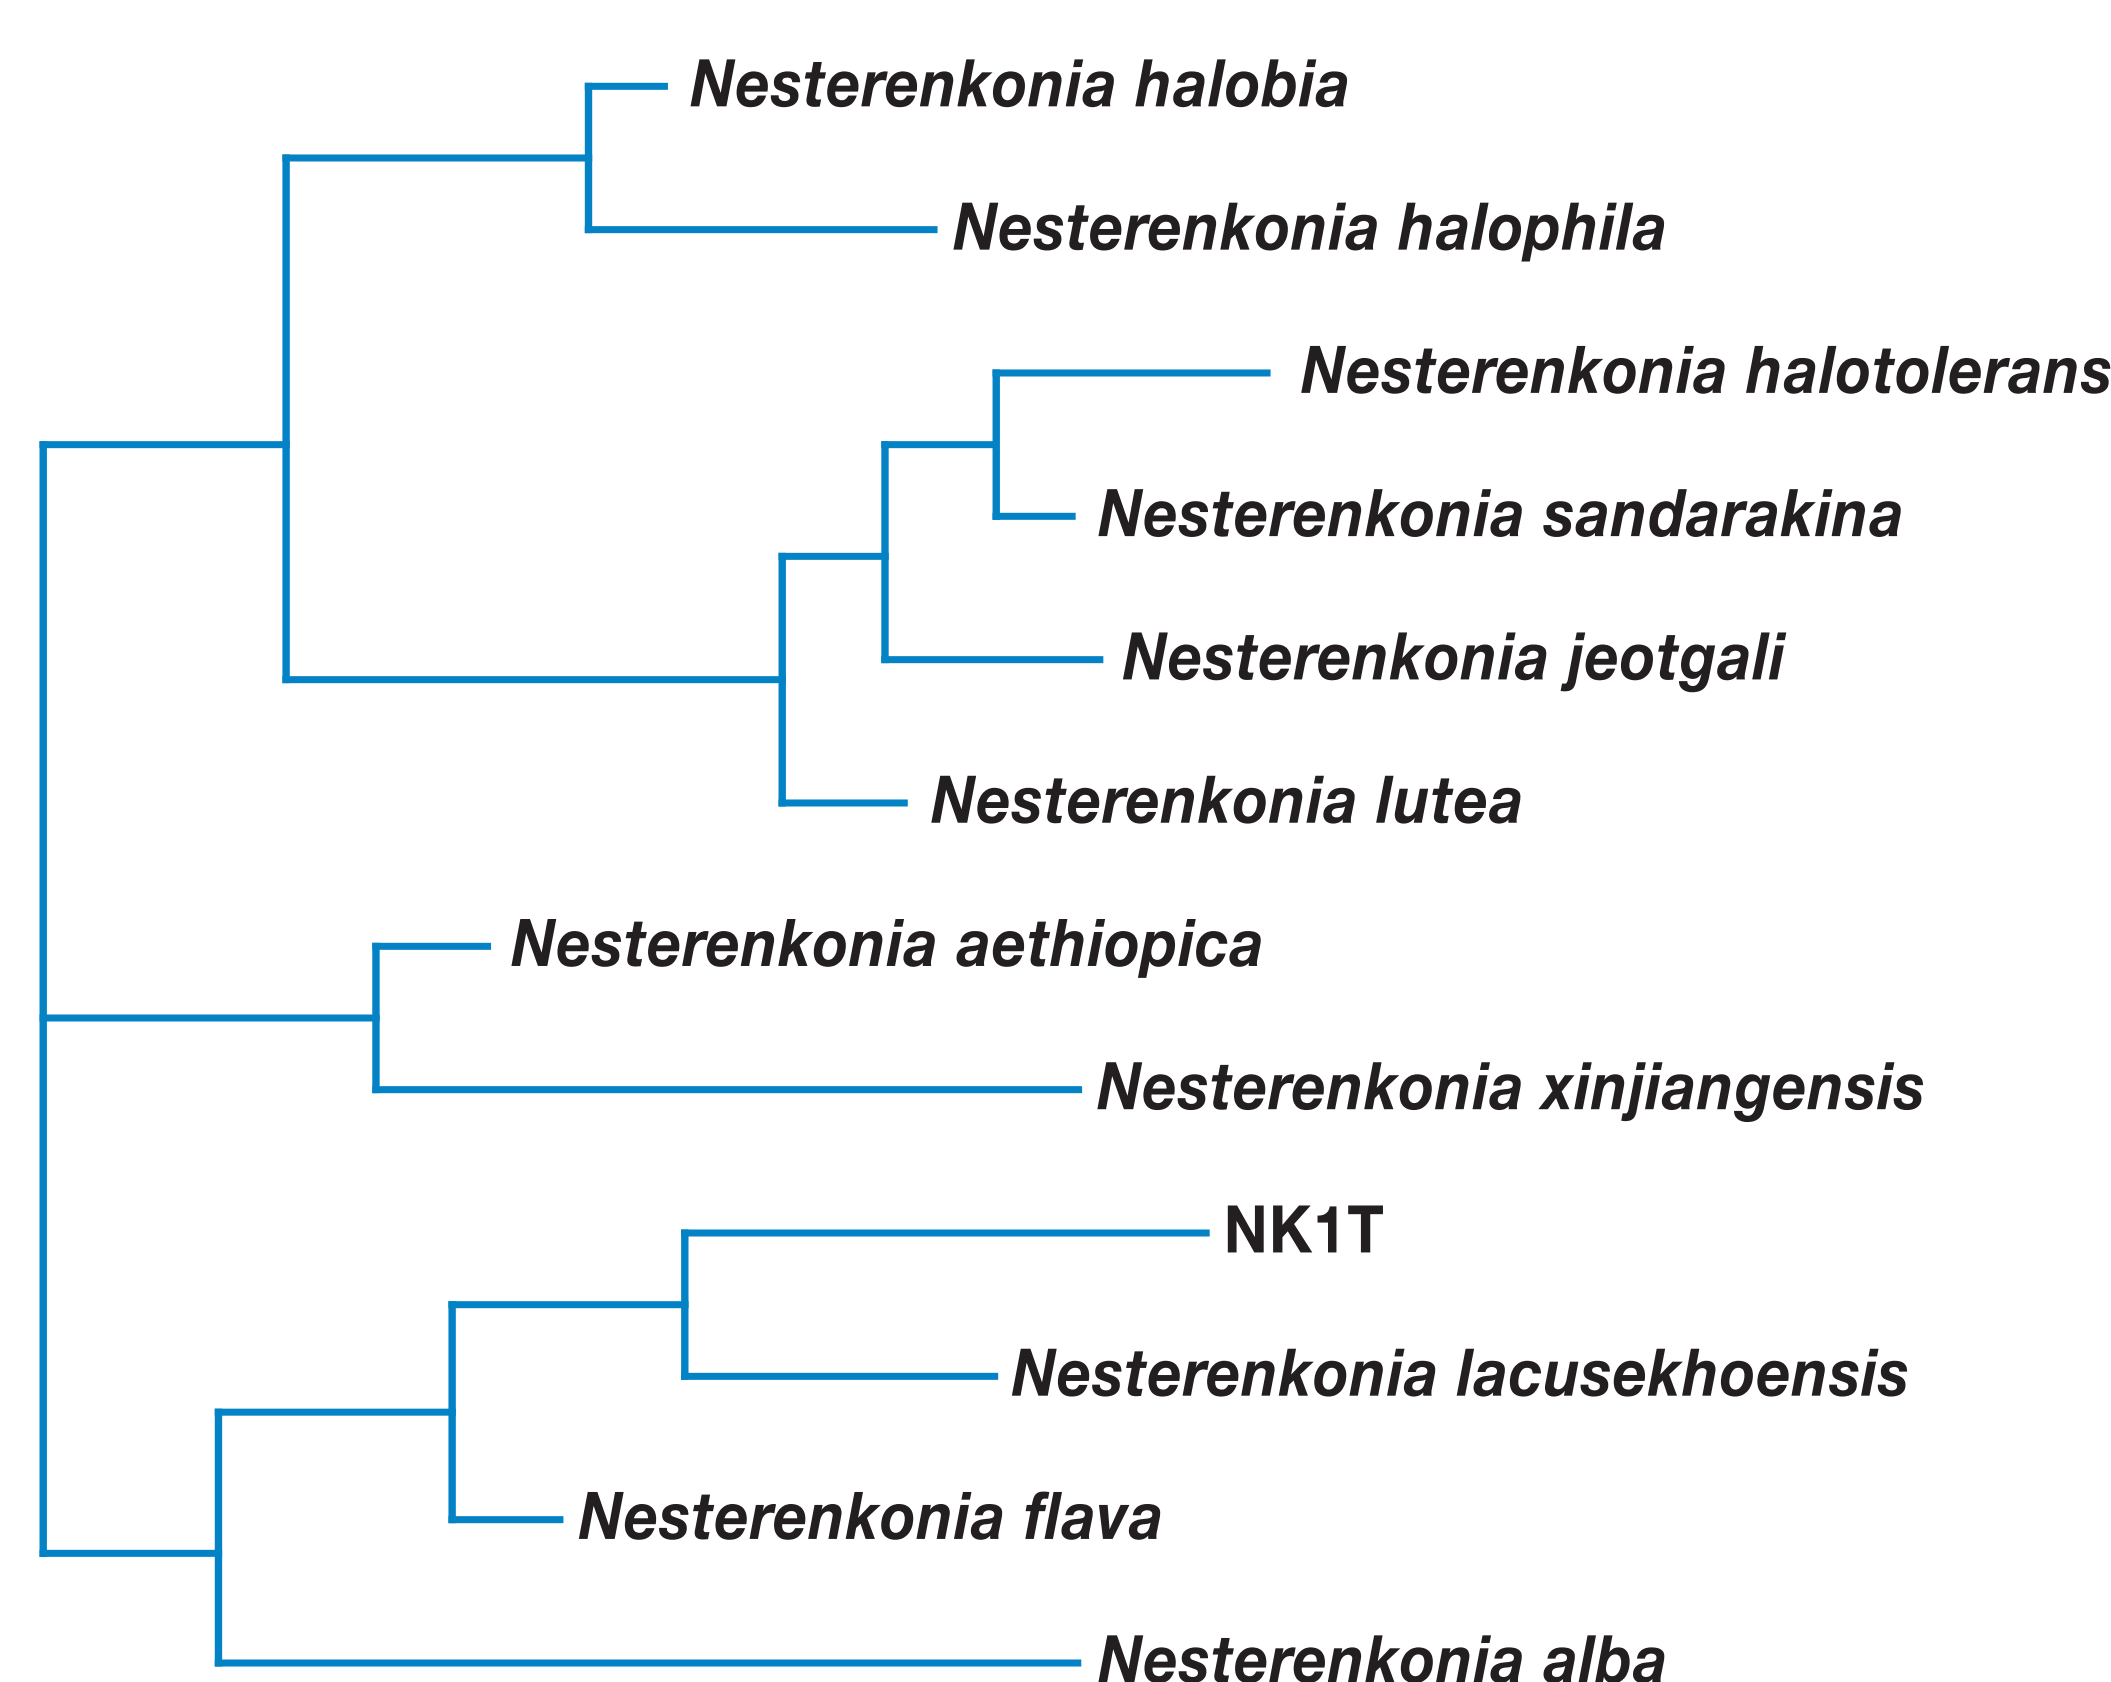 Nesterenkonia halobia
Nesterenkonia halophila
Nesterenkonia halotolerans
Nesterenkonia sandarakina
Nesterenkonia jeotgali
Nesterenkonia lutea
Nesterenkonia aethiopica
Nesterenkonia xinjiangensis
NK1T
Nesterenkonia lacusekhoensis
Nesterenkonia flava
Nesterenkonia alba